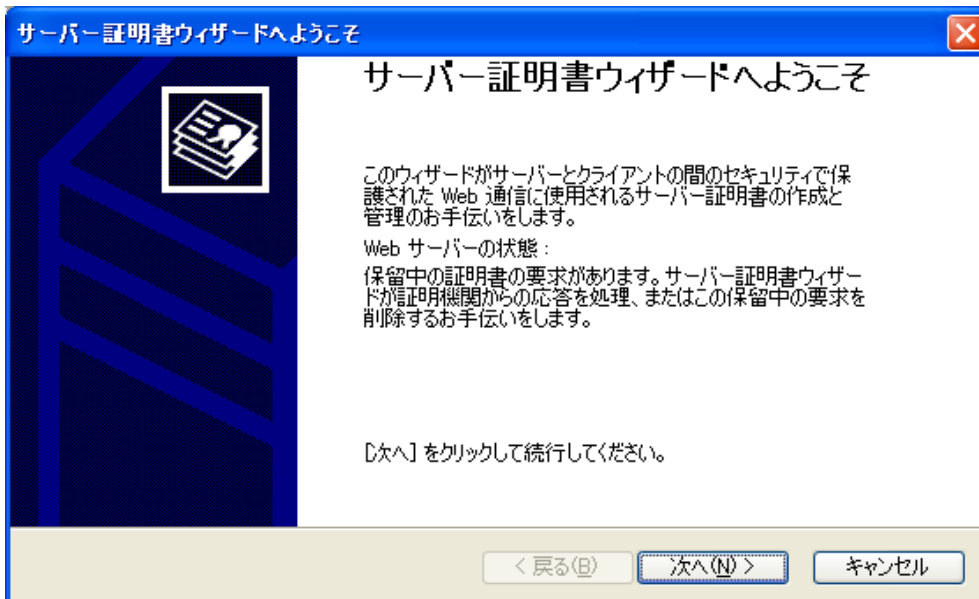 サーバー証明書ウィザードへようこそ
サーバー証明書ウィザードへようこそ
このウィザードがサーバーとクライアントの間のセキュリティで保
護された Web 通信に使用されるサーバー証明書の作成と
管理のお手伝いをします。
Web サーバーの状態：
保留中の証明書の要求があります。サーバー証明書ウィザー
ドが証明機関からの応答を処理、またはこの保留中の要求を
削除するお手伝いをします。
[次へ] をクリックして続行してください。
< 戻る(B) 次へ(N) > キャンセル